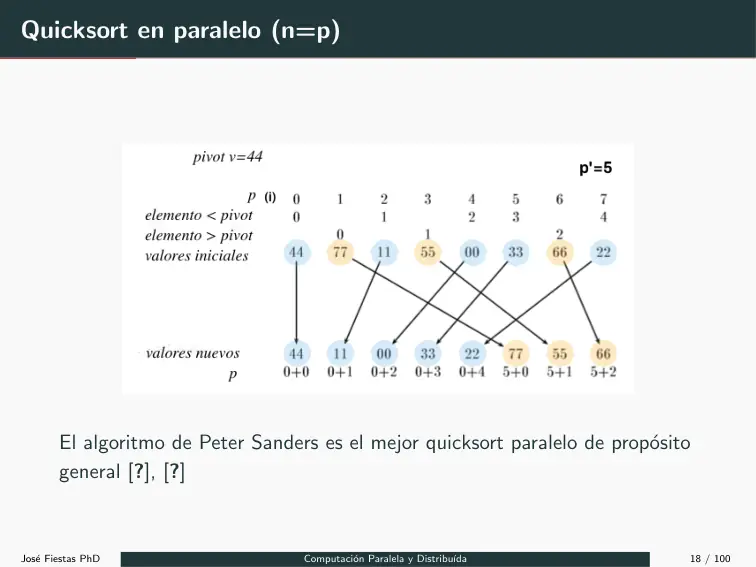 Quicksort en paralelo (n=p)
pivot v=44
p'=5
p (i) 0 1 2 3 4 5 6 7
elemento < pivot 0 1 2 3 4
elemento > pivot 0 1 2
valores iniciales 44 77 11 55 00 33 66 22
valores nuevos 44 11 00 33 22 77 55 66
p 0+0 0+1 0+2 0+3 0+4 5+0 5+1 5+2
El algoritmo de Peter Sanders es el mejor quicksort paralelo de propósito
general [?], [?]
José Fiestas PhD Computación Paralela y Distribuída 18 / 100